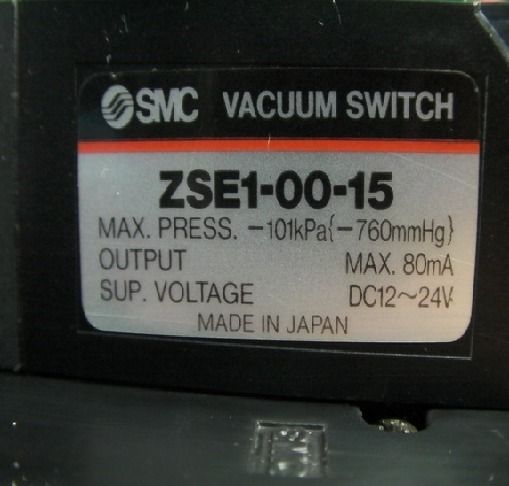 SMC VACUUM SWITCH
ZSE1-00-15
MAX. PRESS. -101kPa{-760mmHg}
OUTPUT MAX. 80mA
SUP. VOLTAGE DC12~24V
MADE IN JAPAN